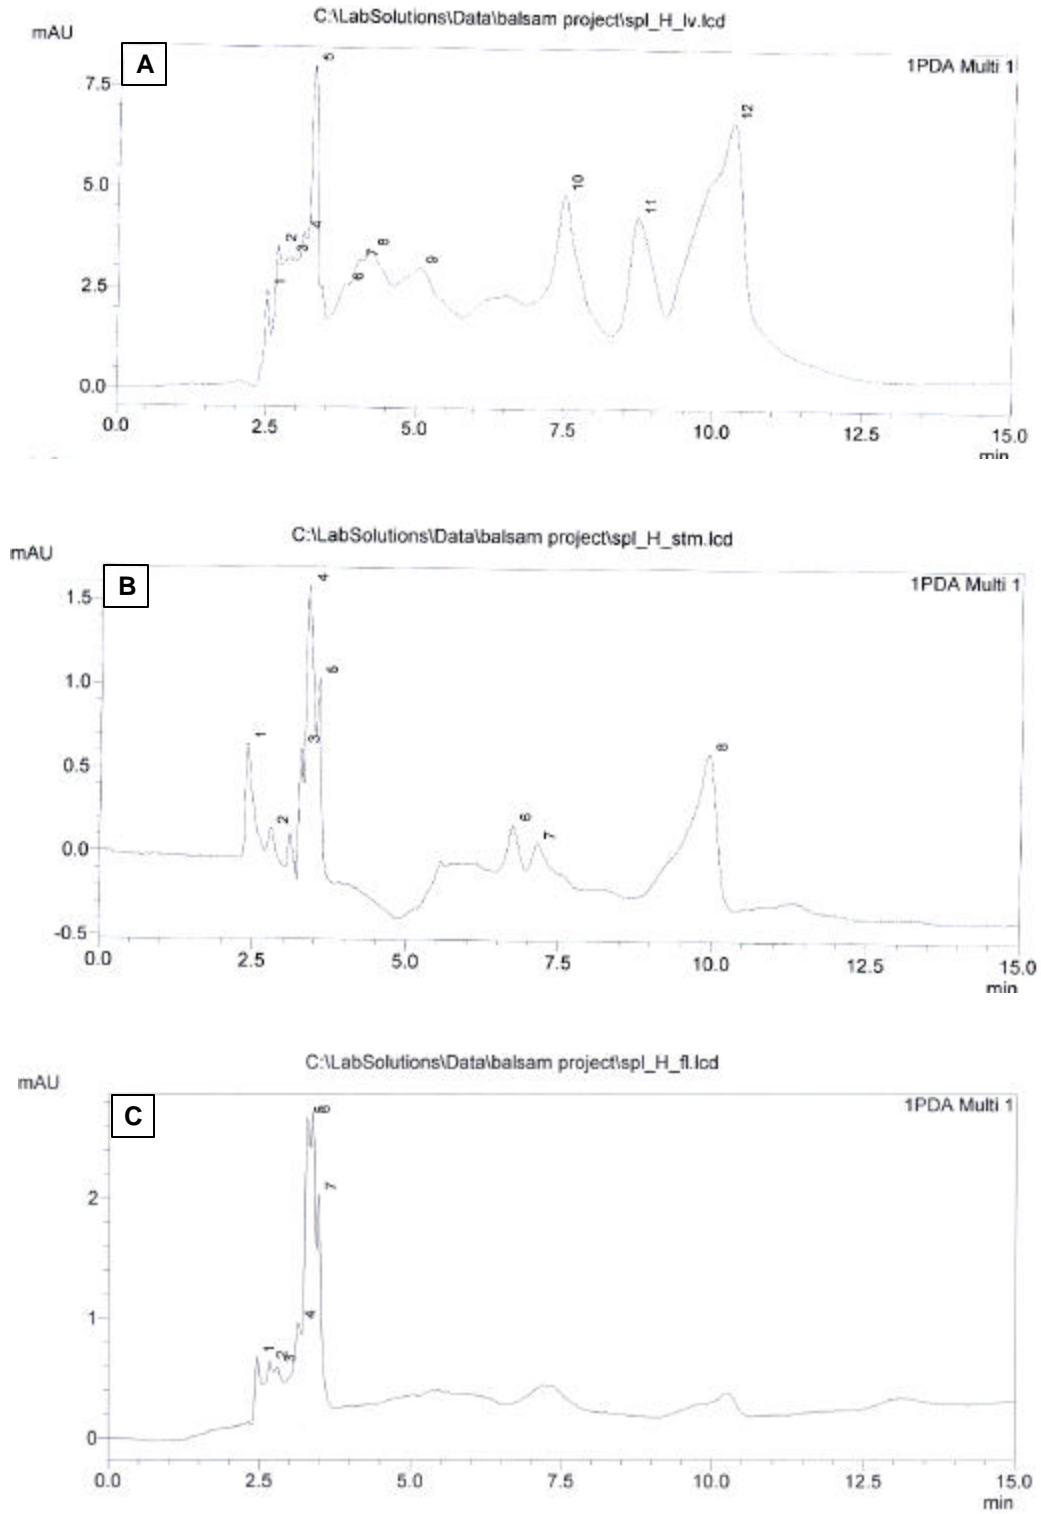 C:\LabSolutions\Data\balsam project\spl_H_lv.lcd
mAU
A
1PDA Multi 1
7.5
5.0
2.5
0.0
1
2
3
4
5
6
7
8
9
10
11
12
0.0 2.5 5.0 7.5 10.0 12.5 15.0
min
C:\LabSolutions\Data\balsam project\spl_H_stm.lcd
mAU
B
1PDA Multi 1
1.5
1.0
0.5
0.0
-0.5
1
2
3
4
5
6
7
8
0.0 2.5 5.0 7.5 10.0 12.5 15.0
min
C:\LabSolutions\Data\balsam project\spl_H_fl.lcd
mAU
C
1PDA Multi 1
2
1
0
1
2
3
4
5
6
7
0.0 2.5 5.0 7.5 10.0 12.5 15.0
min